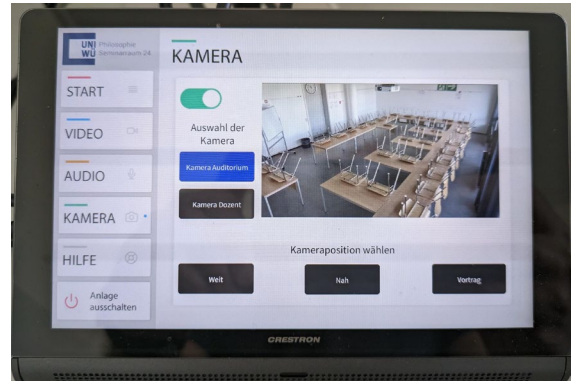 UNI
WÜ
Philosophie
Seminarraum 24
KAMERA
START
VIDEO
AUDIO
KAMERA
HILFE
Anlage
ausschalten
Auswahl der
Kamera
Kamera Auditorium
Kamera Dozent
Kameraposition wählen
Weit
Nah
Vortrag
CRESTRON